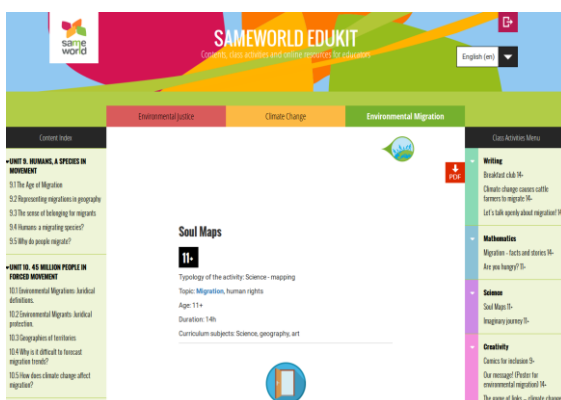 same
world
SAMEWORLD EDUKIT
Contents, class activities and online resources for educators
English (en)
Environmental Justice
Climate Change
Environmental Migration
Content Index
UNIT 9. HUMANS, A SPECIES IN
MOVEMENT
9.1 The Age of Migration
9.2 Representing migrations in geography
9.3 The sense of belonging for migrants
9.4 Humans: a migrating species?
9.5 Why do people migrate?
UNIT 10. 45 MILLION PEOPLE IN
FORCED MOVEMENT
10.1 Environmental Migrations: Juridical
definitions.
10.2 Environmental Migrants: Juridical
protection.
10.3 Geographies of territories
10.4 Why is it difficult to forecast
migration trends?
10.5 How does climate change affect
migration?
PDF
Soul Maps
11+
Typology of the activity: Science - mapping
Topic: Migration, human rights
Age: 11+
Duration: 14h
Curriculum subjects: Science, geography, art
Class Activities Menu
Writing
Breakfast club 14+
Climate change causes cattle
farmers to migrate 14+
Let's talk openly about migration! 14
Mathematics
Migration - facts and stories 14+
Are you hungry? 11+
Science
Soul Maps 11+
Imaginary journey 11+
Creativity
Comics for inclusion 9+
Our message! (Poster for
environmental migration) 14+
The game of links – climate change